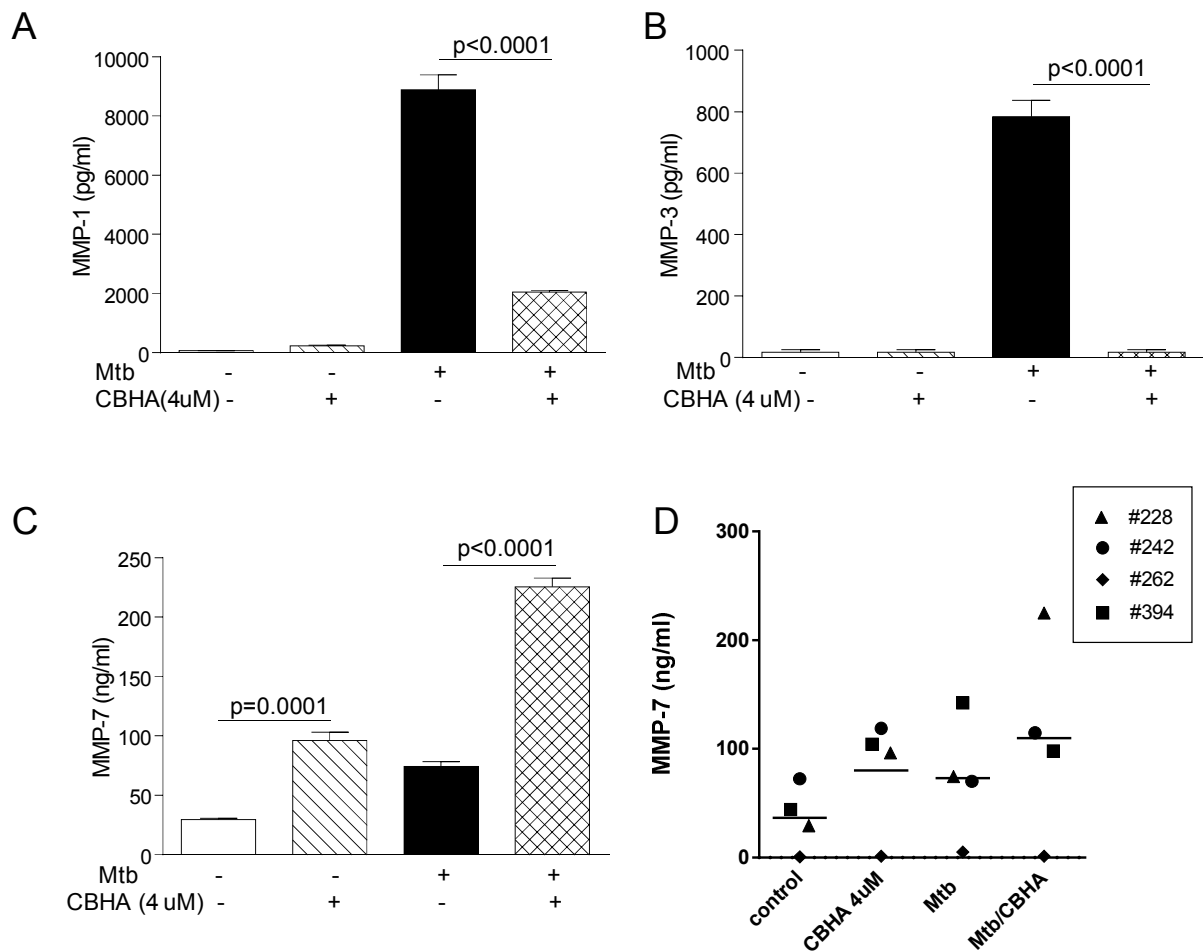 A
p<0.0001
MMP-1 (pg/ml)
10000
8000
6000
4000
2000
0
Mtb - - + +
CBHA(4uM) - + - +
B
p<0.0001
MMP-3 (pg/ml)
1000
800
600
400
200
0
Mtb - - + +
CBHA (4 uM) - + - +
C
p=0.0001
p<0.0001
MMP-7 (ng/ml)
250
200
150
100
50
0
Mtb - - + +
CBHA (4 uM) - + - +
D
#228
#242
#262
#394
MMP-7 (ng/ml)
300
200
100
0
control
CBHA 4uM
Mtb
Mtb/CBHA